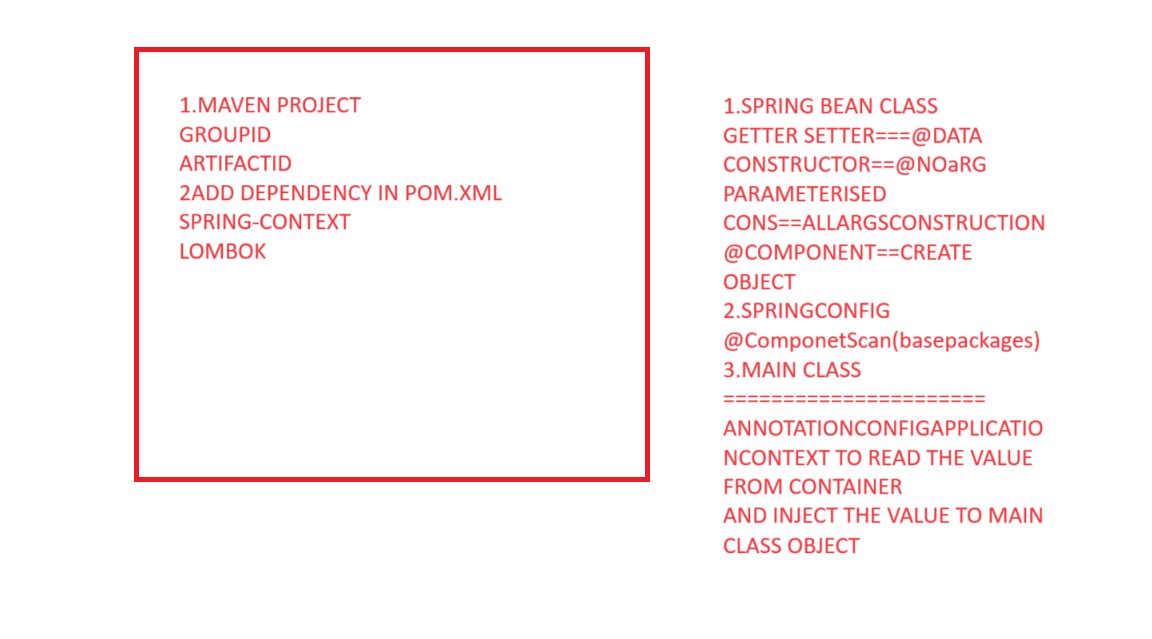 1.MAVEN PROJECT
GROUPID
ARTIFACTID
2ADD DEPENDENCY IN POM.XML
SPRING-CONTEXT
LOMBOK
1.SPRING BEAN CLASS
GETTER SETTER===@DATA
CONSTRUCTOR==@NOaRG
PARAMETERISED
CONS==ALLARGSCONSTRUCTION
@COMPONENT==CREATE
OBJECT
2.SPRINGCONFIG
@ComponetScan(basepackages)
3.MAIN CLASS
======================
ANNOTATIONCONFIGAPPLICATIO
NCONTEXT TO READ THE VALUE
FROM CONTAINER
AND INJECT THE VALUE TO MAIN
CLASS OBJECT